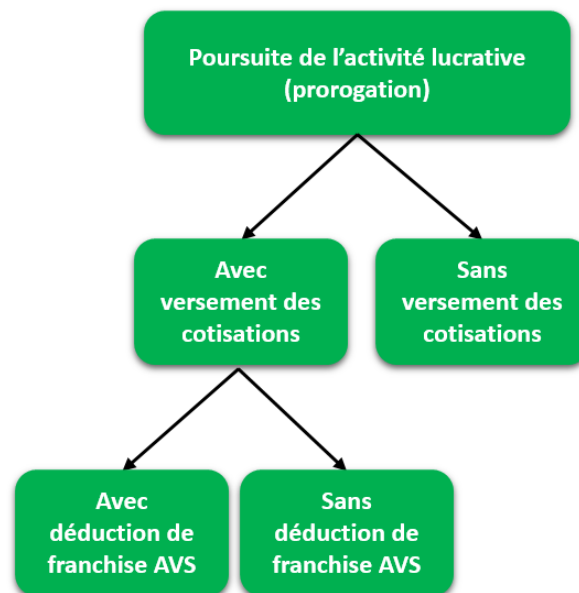 Poursuite de l’activité lucrative
(prorogation)
Avec
versement des
cotisations
Sans
versement des
cotisations
Avec
déduction de
franchise AVS
Sans
déduction de
franchise AVS